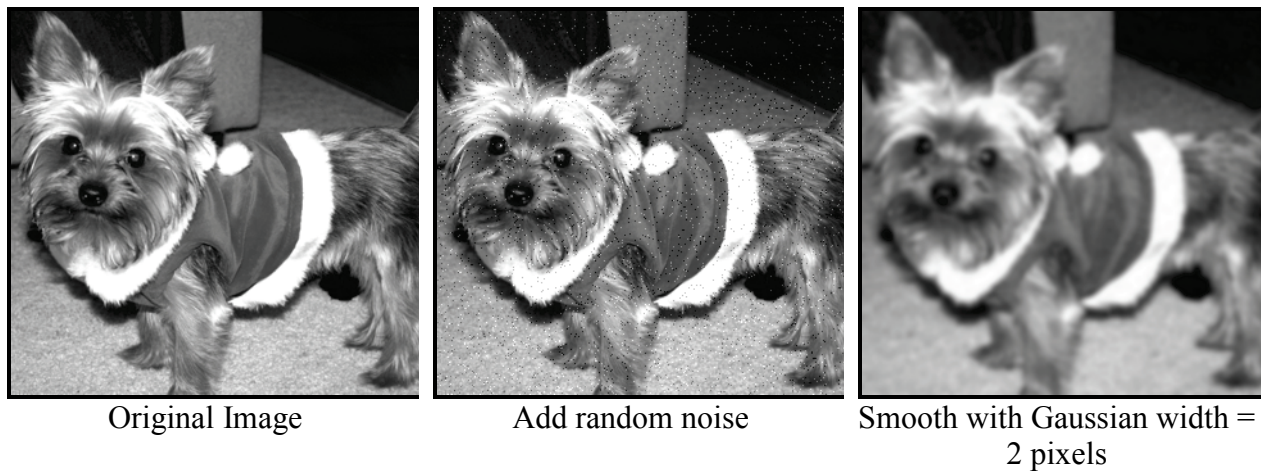 Original Image
Add random noise
Smooth with Gaussian width =
2 pixels